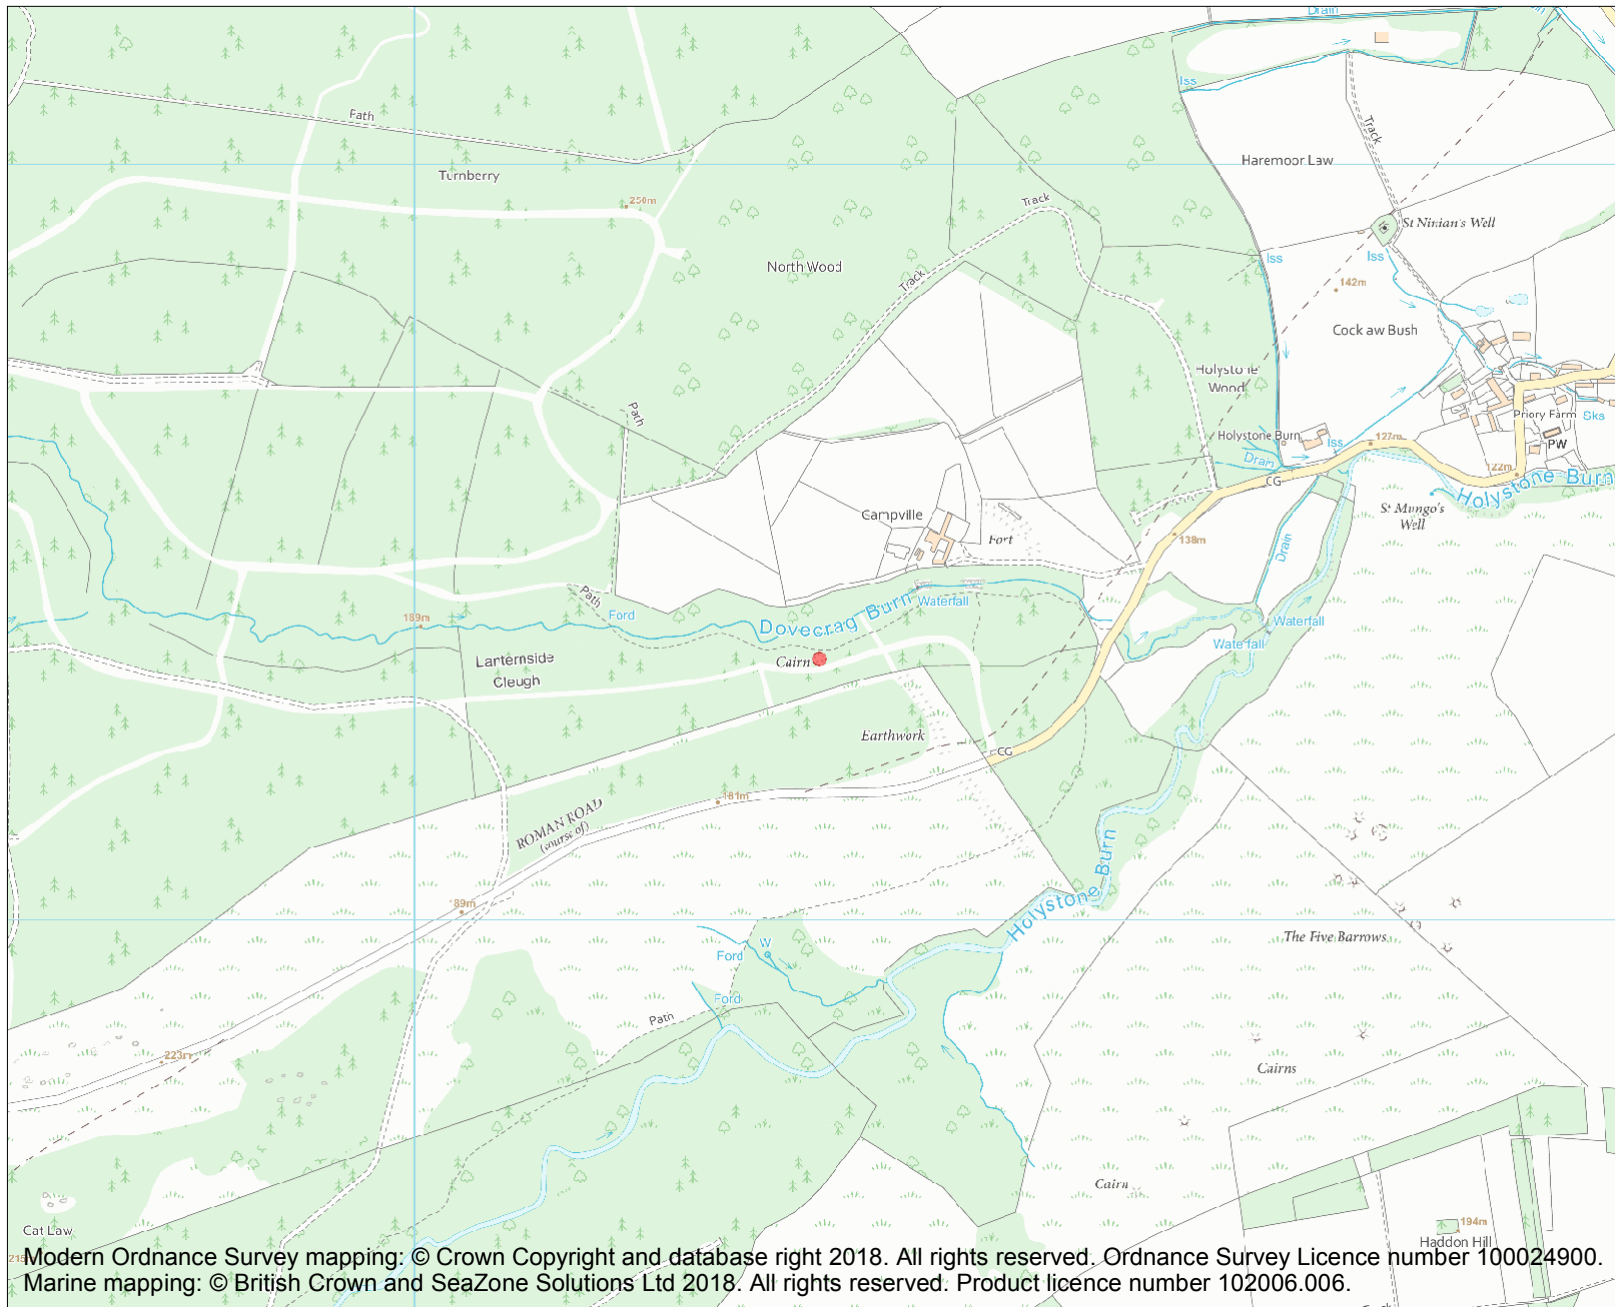 Drain
Iss
Path
Track
Haremoor Law
Turnberry
250m
Track
St Ninian's Well
North Wood
Iss
Iss
Track
142m
Cock aw Bush
Holystone
Wood
Path
Priory Farm
Sks
Holystone Burn
Iss
127m
PW
Drain
122m
CG
Holystone Burn
Campville
St Mungo's
Well
Fort
138m
Drain
Path
Ford
Dovecrag Burn
Waterfall
189m
Waterfall
Waterfall
Cairn
Lanternside
Cleugh
Earthwork
CG
181m
ROMAN ROAD
(course of)
Holystone Burn
89m
The Five Barrows
W
Ford
Ford
Path
223m
Cairns
Cairn
Cat Law
194m
Haddon Hill
215m
Modern Ordnance Survey mapping: © Crown Copyright and database right 2018. All rights reserved. Ordnance Survey Licence number 100024900.
Marine mapping: © British Crown and SeaZone Solutions Ltd 2018. All rights reserved. Product licence number 102006.006.